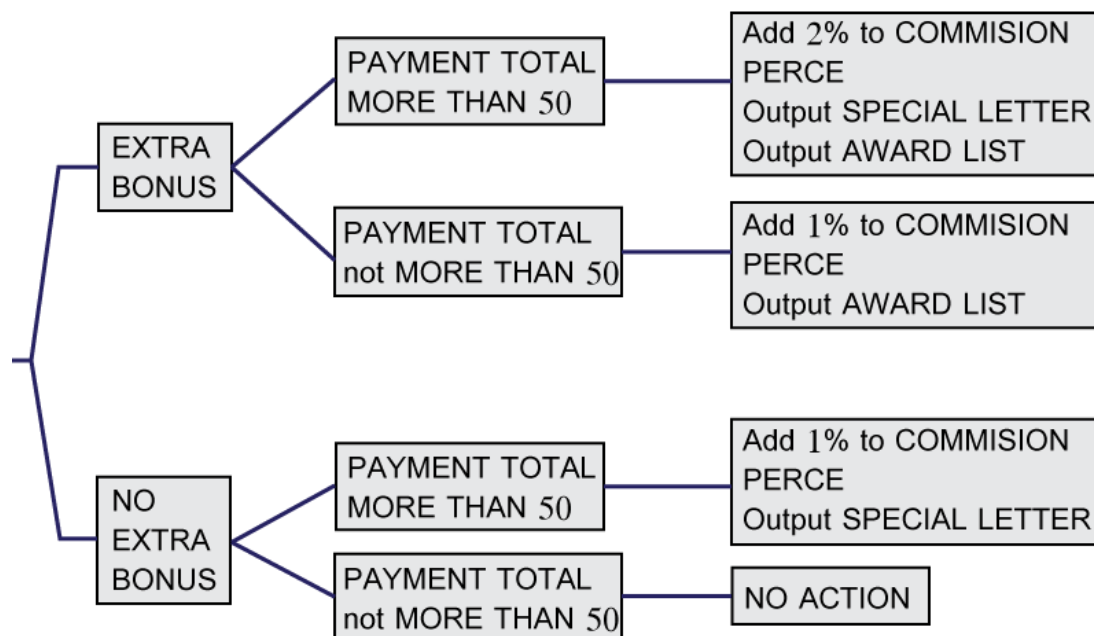 EXTRA
BONUS
PAYMENT TOTAL
MORE THAN 50
Add 2% to COMMISION
PERCE
Output SPECIAL LETTER
Output AWARD LIST
PAYMENT TOTAL
not MORE THAN 50
Add 1% to COMMISION
PERCE
Output AWARD LIST
NO
EXTRA
BONUS
PAYMENT TOTAL
MORE THAN 50
Add 1% to COMMISION
PERCE
Output SPECIAL LETTER
PAYMENT TOTAL
not MORE THAN 50
NO ACTION